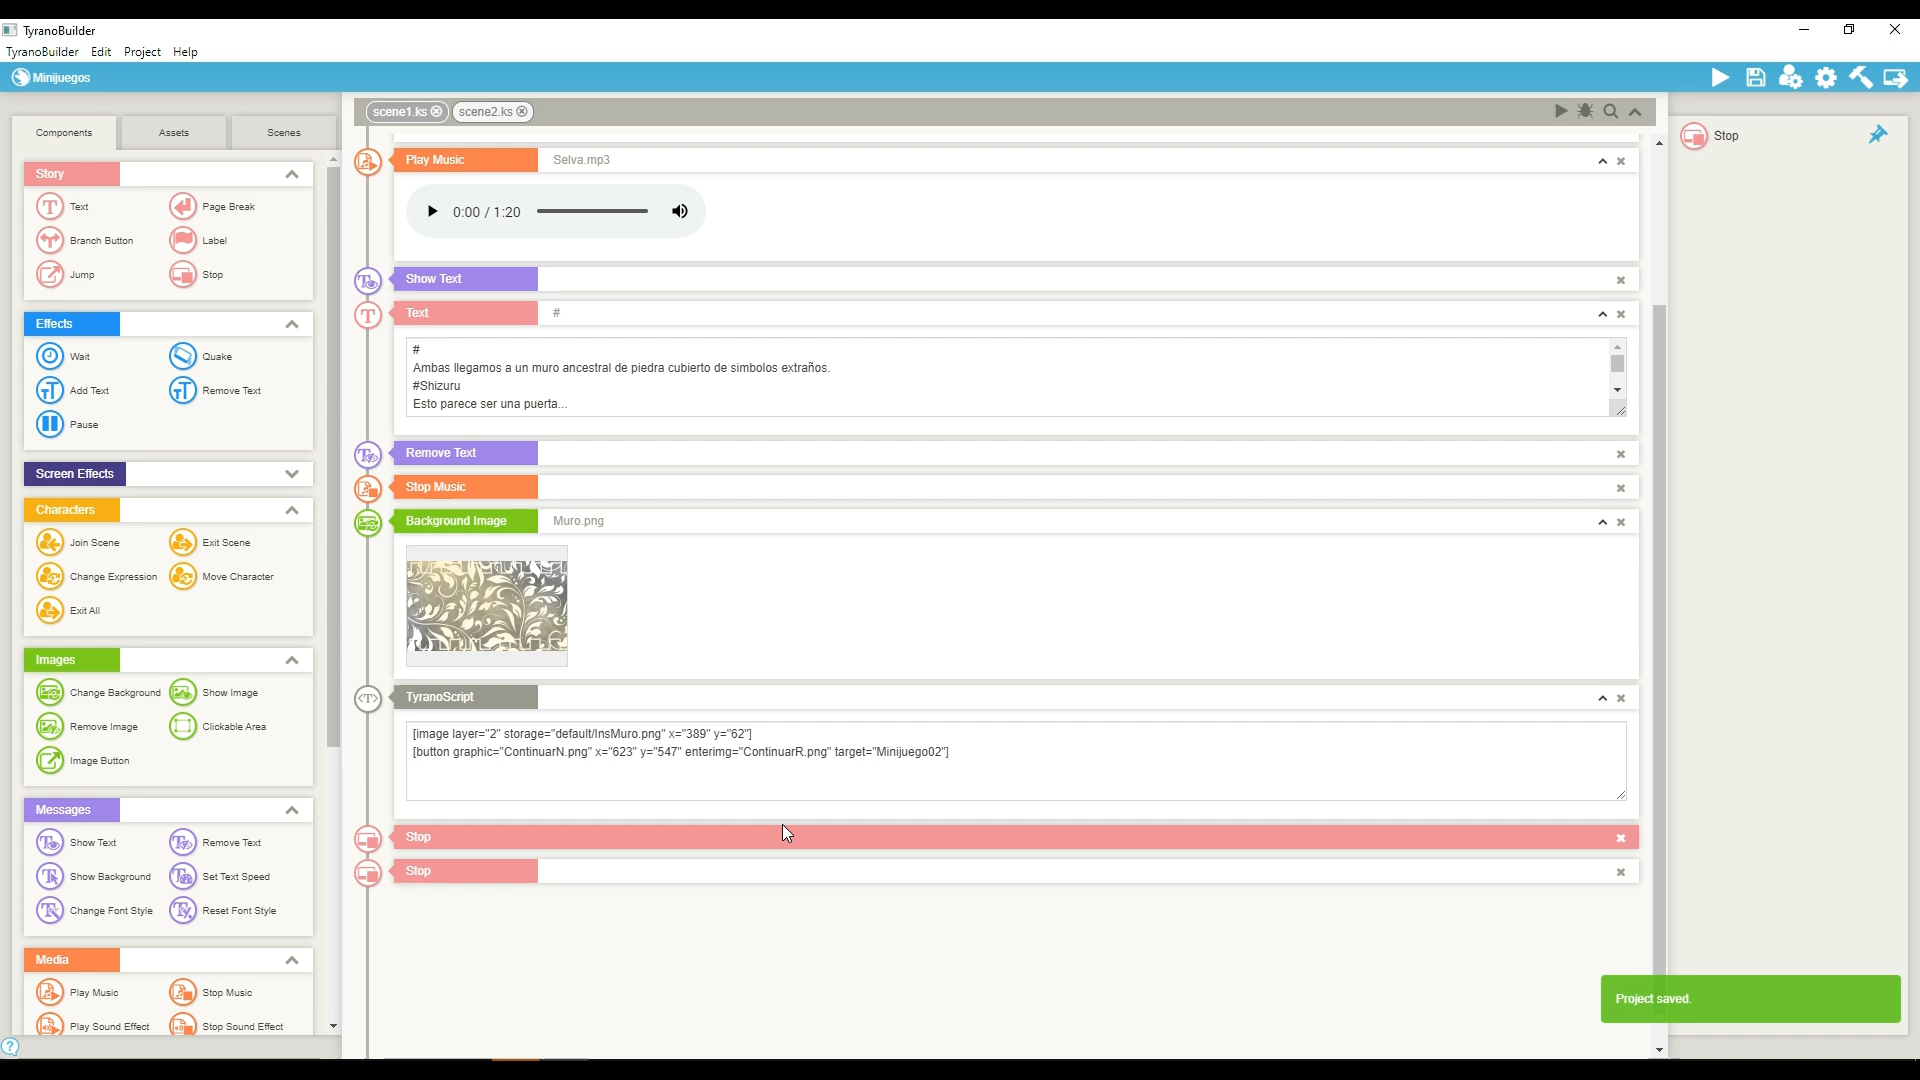 TyranoBuilder
TyranoBuilder Edit Project Help
Minijuegos
Components Assets Scenes
Story
Text Page Break
Branch Button Label
Jump Stop
Effects
Wait Quake
Add Text Remove Text
Pause
Screen Effects
Characters
Join Scene Exit Scene
Change Expression Move Character
Exit All
Images
Change Background Show Image
Remove Image Clickable Area
Image Button
Messages
Show Text Remove Text
Show Background Set Text Speed
Change Font Style Reset Font Style
Media
Play Music Stop Music
Play Sound Effect Stop Sound Effect
scene1.ks scene2.ks
Play Music Selva.mp3
0:00 / 1:20
Show Text
Text #
#
Ambas llegamos a un muro ancestral de piedra cubierto de simbolos extraños.
#Shizuru
Esto parece ser una puerta...
Remove Text
Stop Music
Background Image Muro.png
TyranoScript
[image layer="2" storage="default/InsMuro.png" x="389" y="62"]
[button graphic="ContinuarN.png" x="623" y="547" enterimg="ContinuarR.png" target="Minijuego02"]
Stop
Stop
Stop
Project saved.